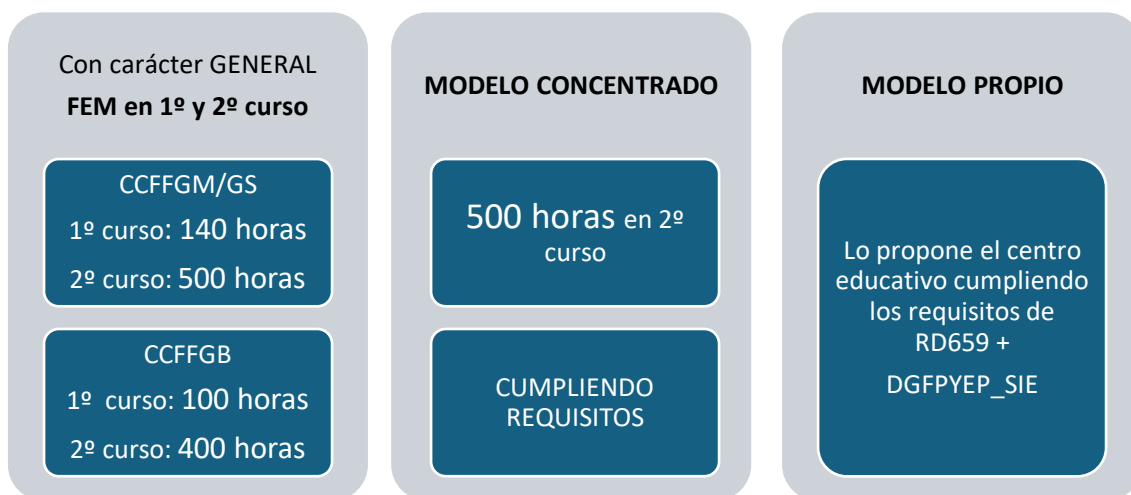 Con carácter GENERAL
FEM en 1º y 2º curso
CCFFGM/GS
1º curso: 140 horas
2º curso: 500 horas
CCFFGB
1º curso: 100 horas
2º curso: 400 horas
MODELO CONCENTRADO
500 horas en 2º
curso
CUMPLIENDO
REQUISITOS
MODELO PROPIO
Lo propone el centro
educativo cumpliendo
los requisitos de
RD659 +
DGFPYEP_SIE